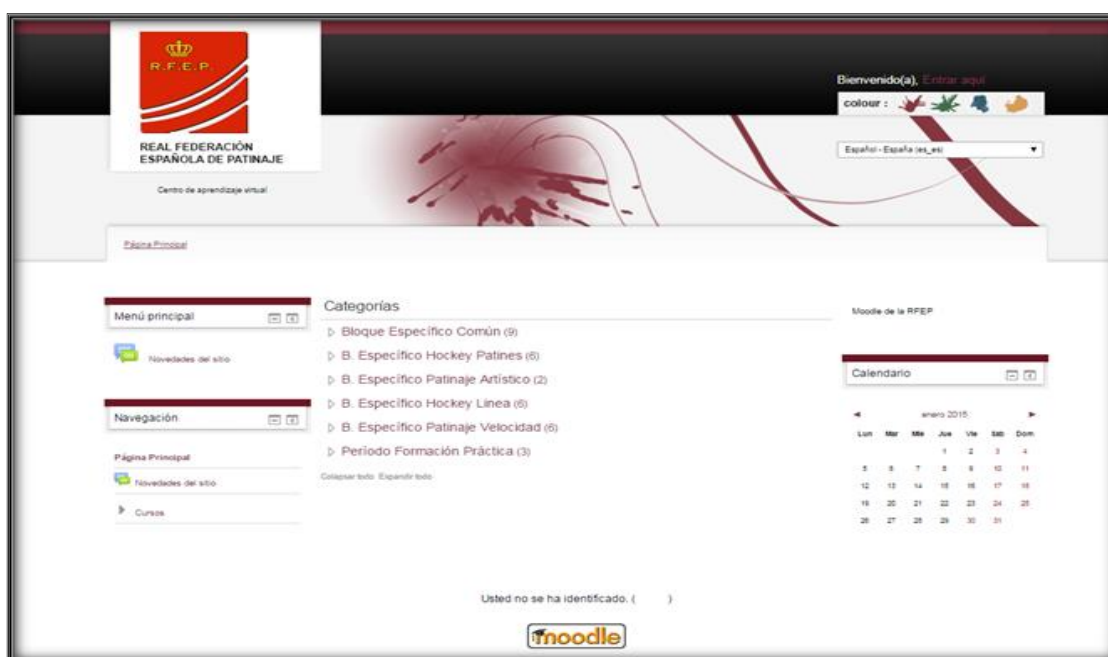 R.F.E.P.
REAL FEDERACIÓN
ESPAÑOLA DE PATINAJE
Centro de aprendizaje virtual
Bienvenido(a), Entrar aquí
colour :
Español - España (es_es)
Página Principal
Menú principal
Novedades del sitio
Navegación
Página Principal
Novedades del sitio
Cursos
Categorías
Bloque Específico Común (9)
B. Específico Hockey Patines (6)
B. Específico Patinaje Artístico (2)
B. Específico Hockey Linea (6)
B. Específico Patinaje Velocidad (6)
Período Formación Práctica (3)
Colapsar todo Expandir todo
Moodle de la RFEP
Calendario
enero 2015
Lun Mar Mie Jue Vie Sáb Dom
1 2 3 4
5 6 7 8 9 10 11
12 13 14 15 16 17 18
19 20 21 22 23 24 25
26 27 28 29 30 31
Usted no se ha identificado. ( )
moodle